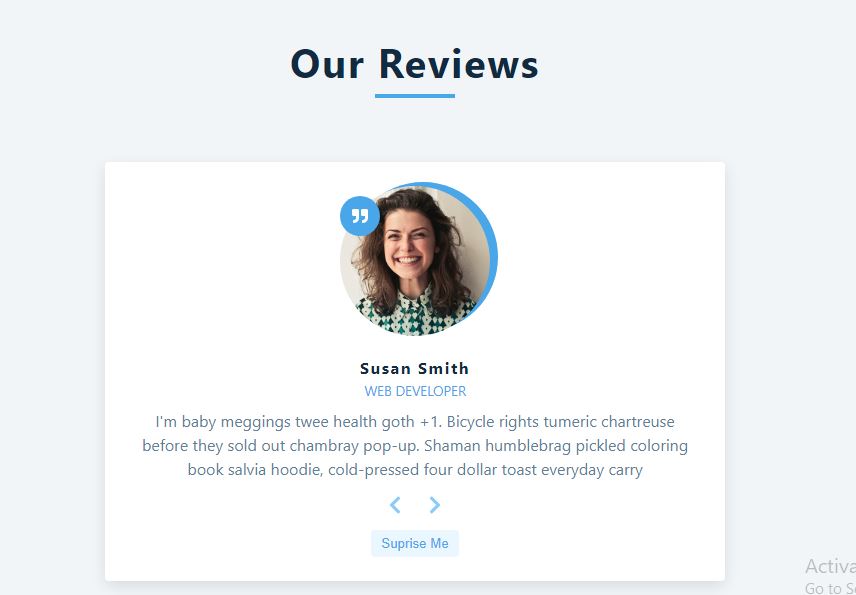 Our Reviews
Susan Smith
WEB DEVELOPER
I'm baby meggings twee health goth +1. Bicycle rights tumeric chartreuse
before they sold out chambray pop-up. Shaman humblebrag pickled coloring
book salvia hoodie, cold-pressed four dollar toast everyday carry
Suprise Me
Activa
Go to Se